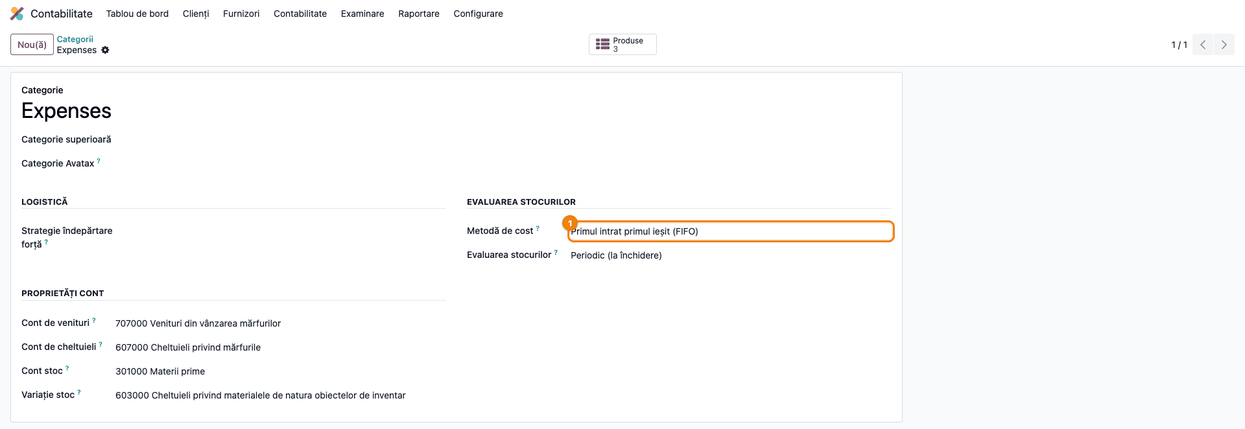 Contabilitate Tablou de bord Clienți Furnizori Contabilitate Examinare Raportare Configurare
Nou(ă) Categorii Produse
Expenses 3 1 / 1
Categorie
Expenses
Categorie superioară
Categorie Avatax ?
LOGISTICĂ EVALUAREA STOCURILOR
1
Strategie îndepărtare Metodă de cost ? Primul intrat primul ieșit (FIFO)
forță ?
Evaluarea stocurilor ? Periodic (la închidere)
PROPRIETĂȚI CONT
Cont de venituri ? 707000 Venituri din vânzarea mărfurilor
Cont de cheltuieli ? 607000 Cheltuieli privind mărfurile
Cont stoc ? 301000 Materii prime
Variație stoc ? 603000 Cheltuieli privind materialele de natura obiectelor de inventar